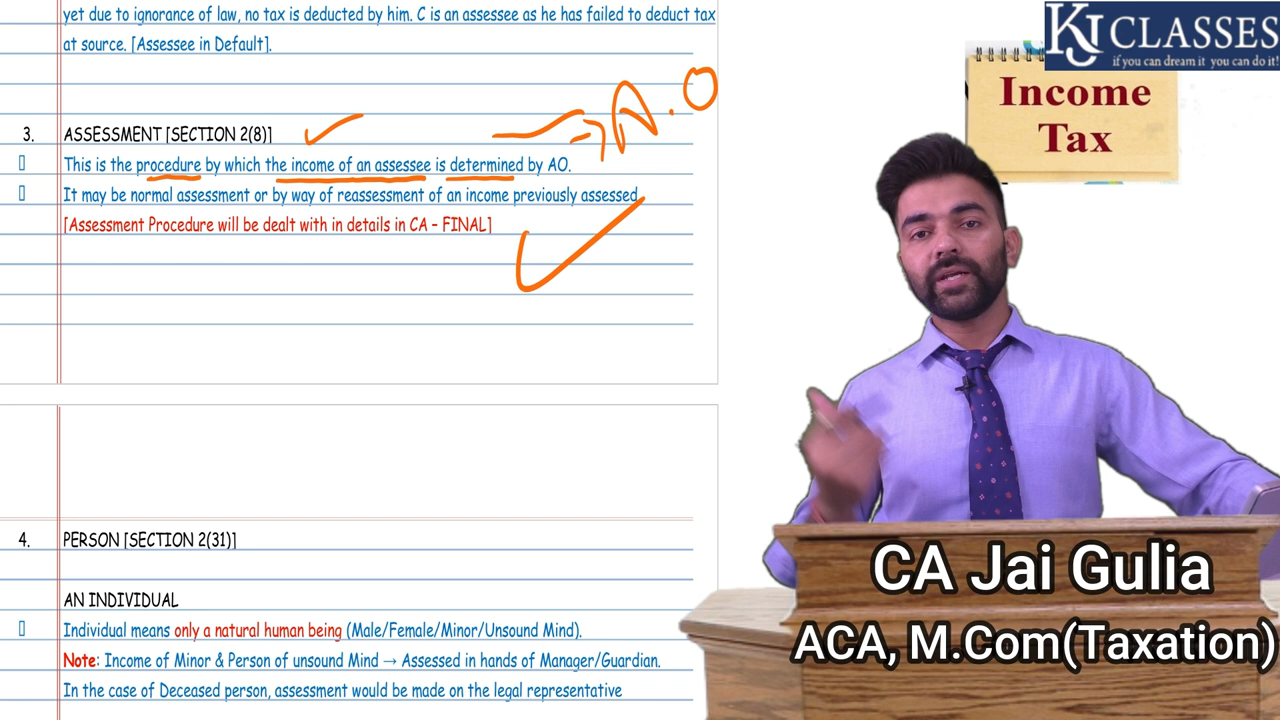 yet due to ignorance of law, no tax is deducted by him. C is an assessee as he has failed to deduct tax
at source. [Assessee in Default].
3. ASSESSMENT [SECTION 2(8)]
This is the procedure by which the income of an assessee is determined by AO.
It may be normal assessment or by way of reassessment of an income previously assessed
[Assessment Procedure will be dealt with in details in CA – FINAL]
A.O
4. PERSON [SECTION 2(31)]
AN INDIVIDUAL
Individual means only a natural human being (Male/Female/Minor/Unsound Mind).
Note: Income of Minor & Person of unsound Mind → Assessed in hands of Manager/Guardian.
In the case of Deceased person, assessment would be made on the legal representative
KJ CLASSES
if you can dream it you can do it!
Income
Tax
CA Jai Gulia
ACA, M.Com(Taxation)